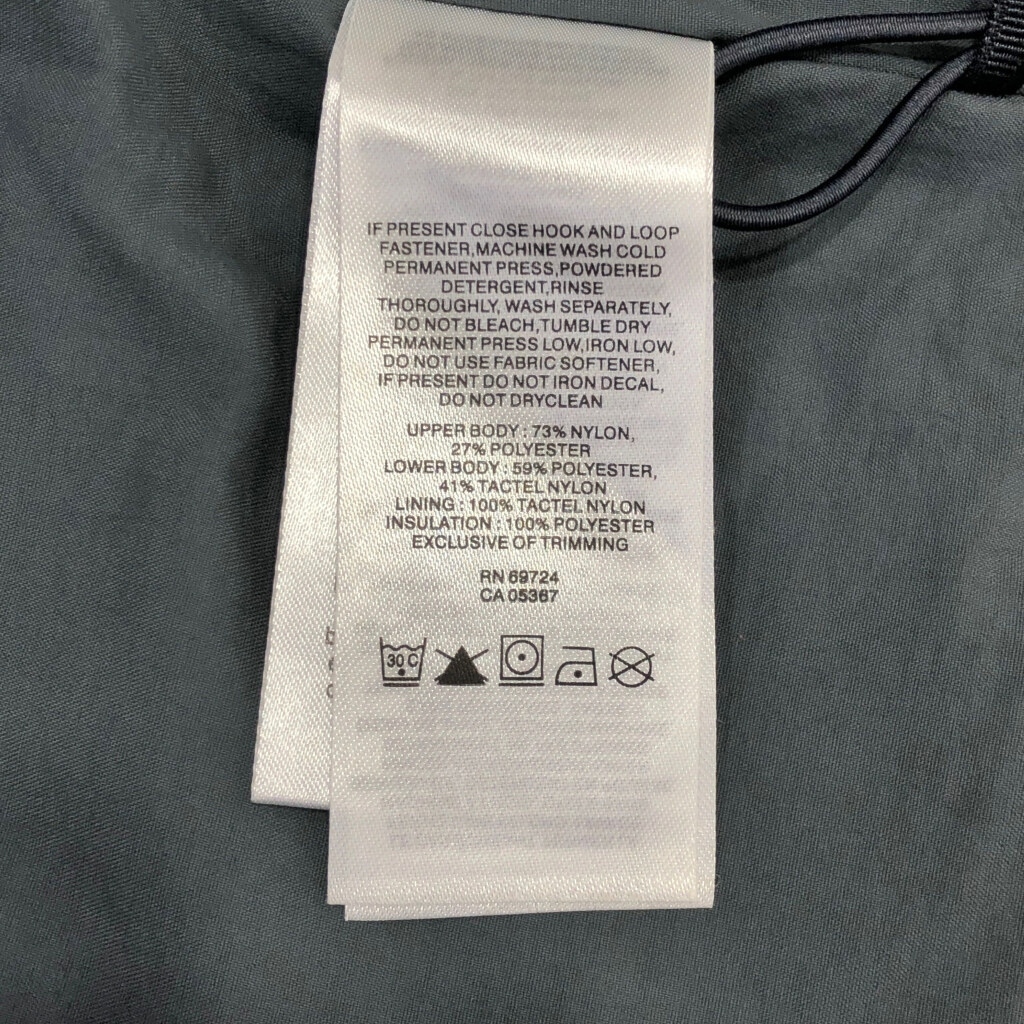 IF PRESENT CLOSE HOOK AND LOOP
FASTENER,MACHINE WASH COLD
PERMANENT PRESS,POWDERED
DETERGENT,RINSE
THOROUGHLY, WASH SEPARATELY,
DO NOT BLEACH,TUMBLE DRY
PERMANENT PRESS LOW,IRON LOW,
DO NOT USE FABRIC SOFTENER,
IF PRESENT DO NOT IRON DECAL,
DO NOT DRYCLEAN
UPPER BODY : 73% NYLON,
27% POLYESTER
LOWER BODY : 59% POLYESTER,
41% TACTEL NYLON
LINING : 100% TACTEL NYLON
INSULATION : 100% POLYESTER
EXCLUSIVE OF TRIMMING
RN 69724
CA 05367
30 C